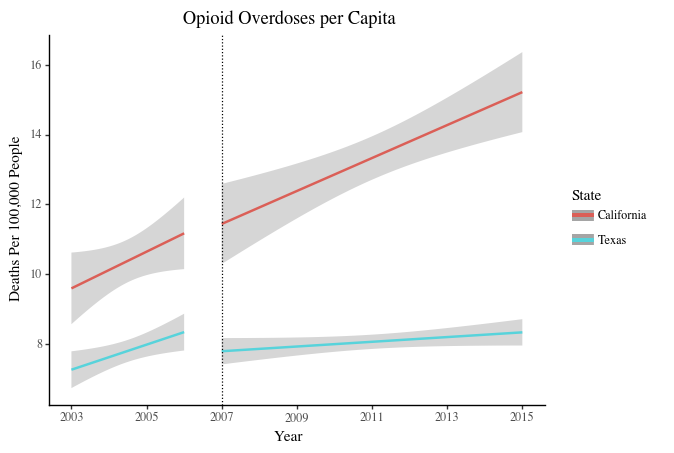 Opioid Overdoses per Capita
Deaths Per 100,000 People
16
14
12
10
8
2003 2005 2007 2009 2011 2013 2015
Year
State
California
Texas